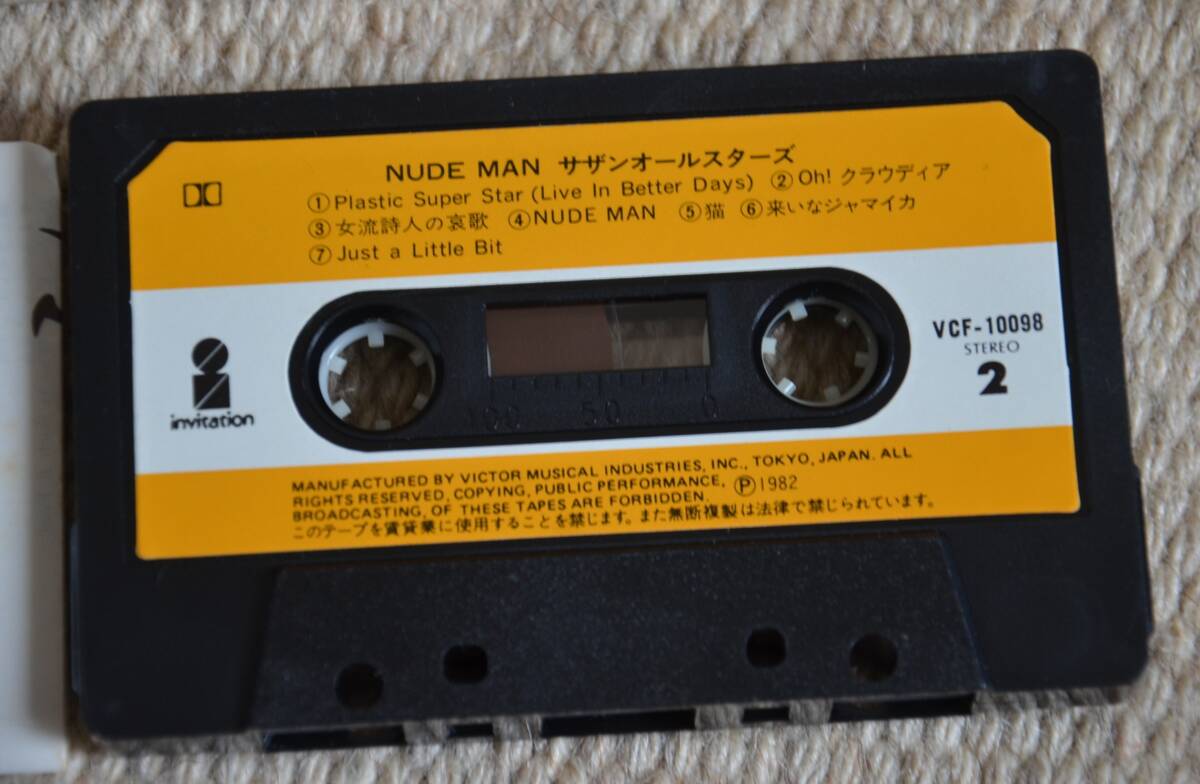 NUDE MAN サザンオールスターズ
①Plastic Super Star (Live In Better Days) ②Oh! クラウディア
③女流詩人の哀歌 ④NUDE MAN ⑤猫 ⑥来いなジャマイカ
⑦Just a Little Bit
invitation
VCF-10098
STEREO
2
100 50 0
MANUFACTURED BY VICTOR MUSICAL INDUSTRIES, INC., TOKYO, JAPAN. ALL
RIGHTS RESERVED, COPYING, PUBLIC PERFORMANCE,
BROADCASTING, OF THESE TAPES ARE FORBIDDEN. Ⓟ1982
このテープを賃貸業に使用することを禁じます。また無断複製は法律で禁じられています。